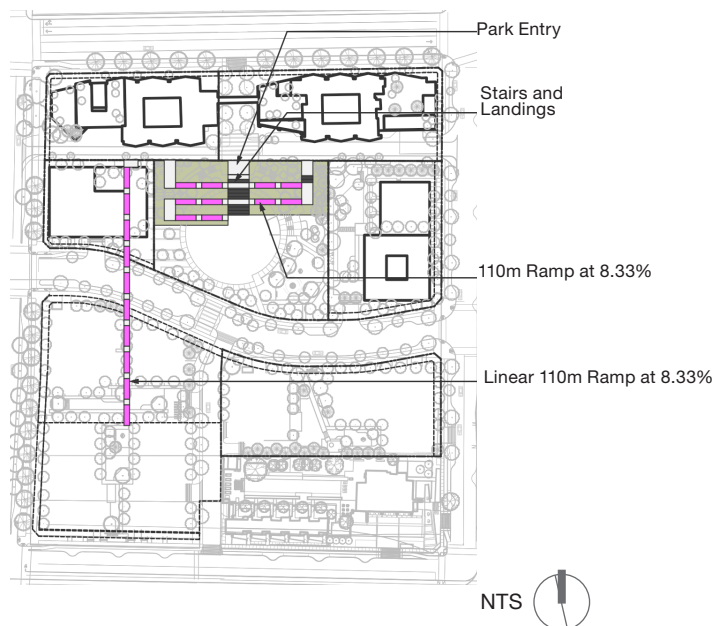 Park Entry
Stairs and
Landings
110m Ramp at 8.33%
Linear 110m Ramp at 8.33%
NTS